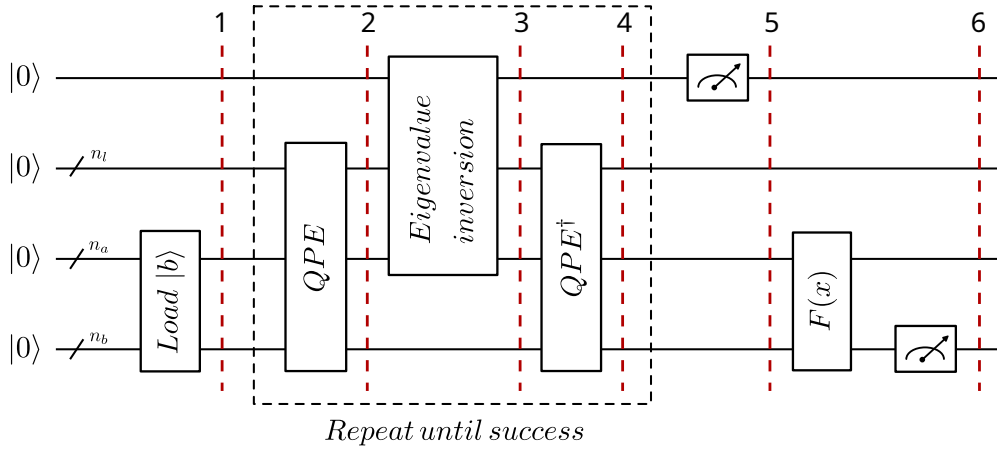 1 2 3 4 5 6
|0⟩
|0⟩ n_l
|0⟩ n_a
|0⟩ n_b
Load |b⟩
QPE
Eigenvalue
inversion
QPE†
F(x)
Repeat until success